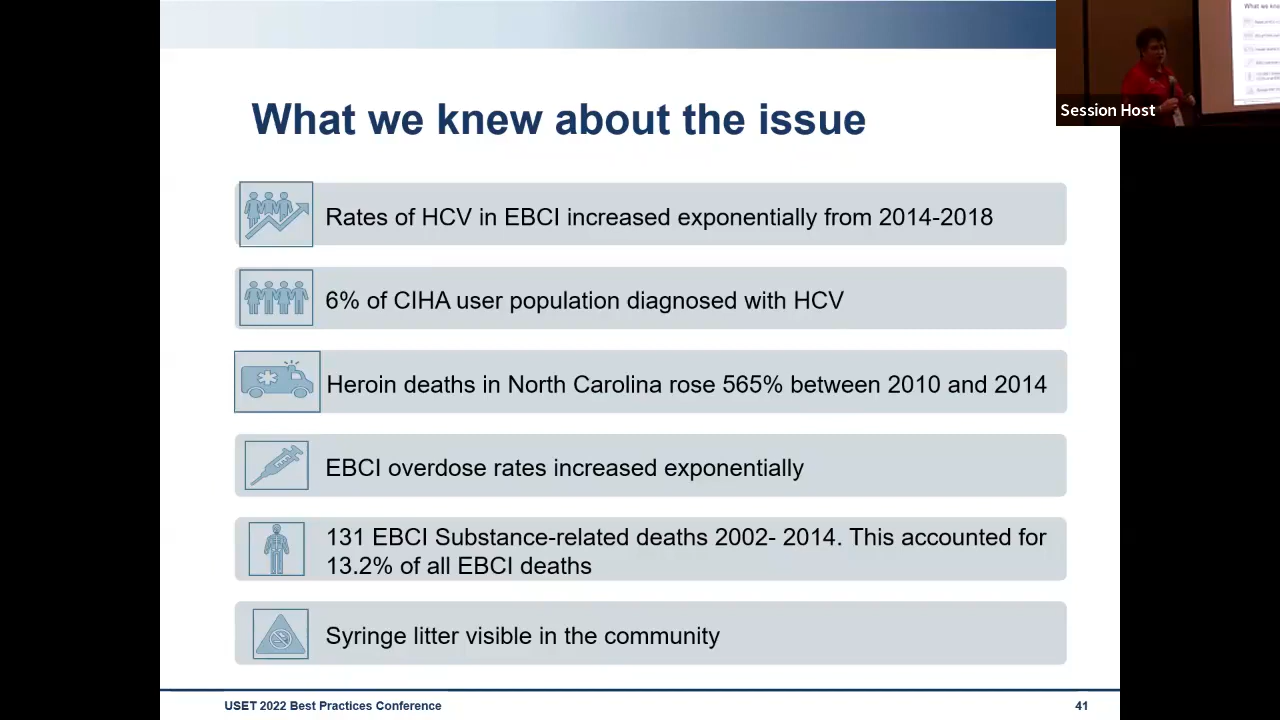 What we knew about the issue
Session Host
Rates of HCV in EBCI increased exponentially from 2014-2018
6% of CIHA user population diagnosed with HCV
Heroin deaths in North Carolina rose 565% between 2010 and 2014
EBCI overdose rates increased exponentially
131 EBCI Substance-related deaths 2002- 2014. This accounted for
13.2% of all EBCI deaths
Syringe litter visible in the community
USET 2022 Best Practices Conference
41